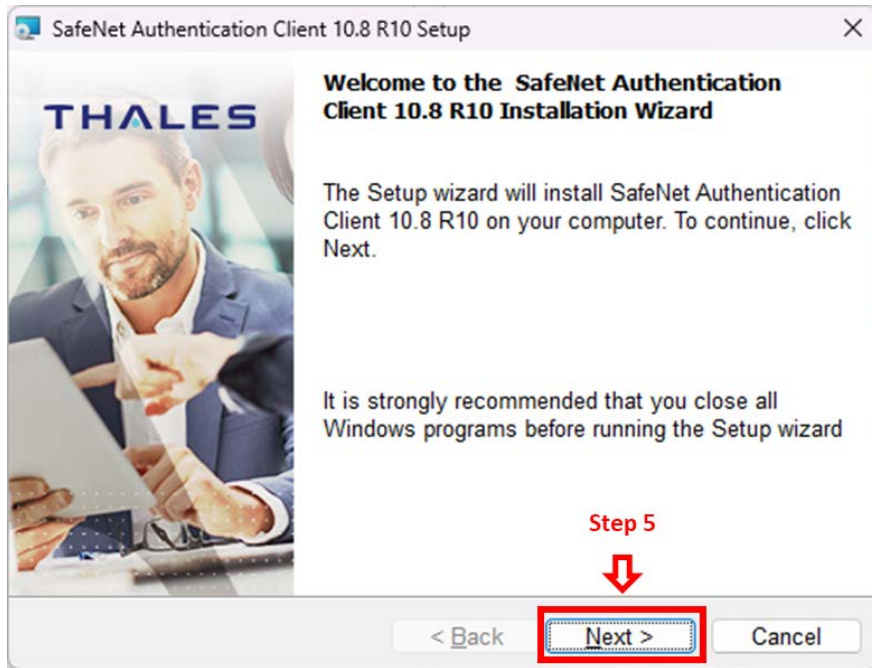 SafeNet Authentication Client 10.8 R10 Setup
THALES
Welcome to the SafeNet Authentication
Client 10.8 R10 Installation Wizard
The Setup wizard will install SafeNet Authentication
Client 10.8 R10 on your computer. To continue, click
Next.
It is strongly recommended that you close all
Windows programs before running the Setup wizard
Step 5
< Back
Next >
Cancel